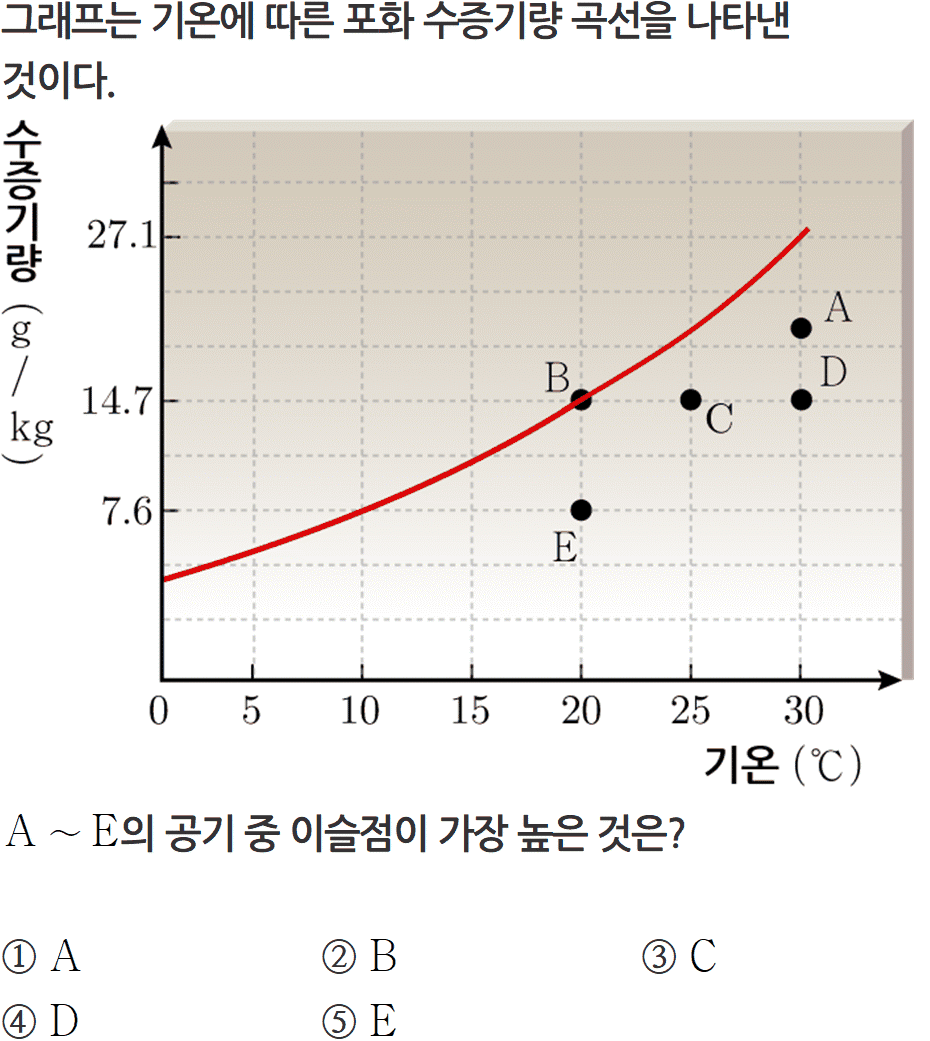 그래프는 기온에 따른 포화 수증기량 곡선을 나타낸
것이다.
수증기량 (g/kg)
27.1
A
B
D
14.7
C
7.6
E
0 5 10 15 20 25 30
기온 (℃)
A ~ E의 공기 중 이슬점이 가장 높은 것은?
① A ② B ③ C
④ D ⑤ E